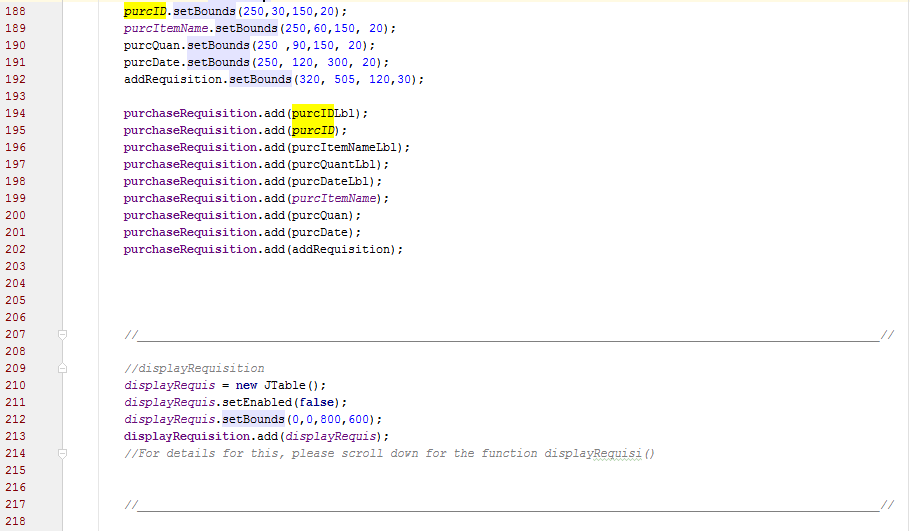 188 purcID.setBounds(250,30,150,20);
189 purcItemName.setBounds(250,60,150, 20);
190 purcQuan.setBounds(250 ,90,150, 20);
191 purcDate.setBounds(250, 120, 300, 20);
192 addRequisition.setBounds(320, 505, 120,30);
193
194 purchaseRequisition.add(purcIDLbl);
195 purchaseRequisition.add(purcID);
196 purchaseRequisition.add(purcItemNameLbl);
197 purchaseRequisition.add(purcQuantLbl);
198 purchaseRequisition.add(purcDateLbl);
199 purchaseRequisition.add(purcItemName);
200 purchaseRequisition.add(purcQuan);
201 purchaseRequisition.add(purcDate);
202 purchaseRequisition.add(addRequisition);
203
204
205
206
207 //______________________________________________________________________________//
208
209 //displayRequisition
210 displayRequis = new JTable();
211 displayRequis.setEnabled(false);
212 displayRequis.setBounds(0,0,800,600);
213 displayRequisition.add(displayRequis);
214 //For details for this, please scroll down for the function displayRequisi()
215
216
217 //______________________________________________________________________________//
218